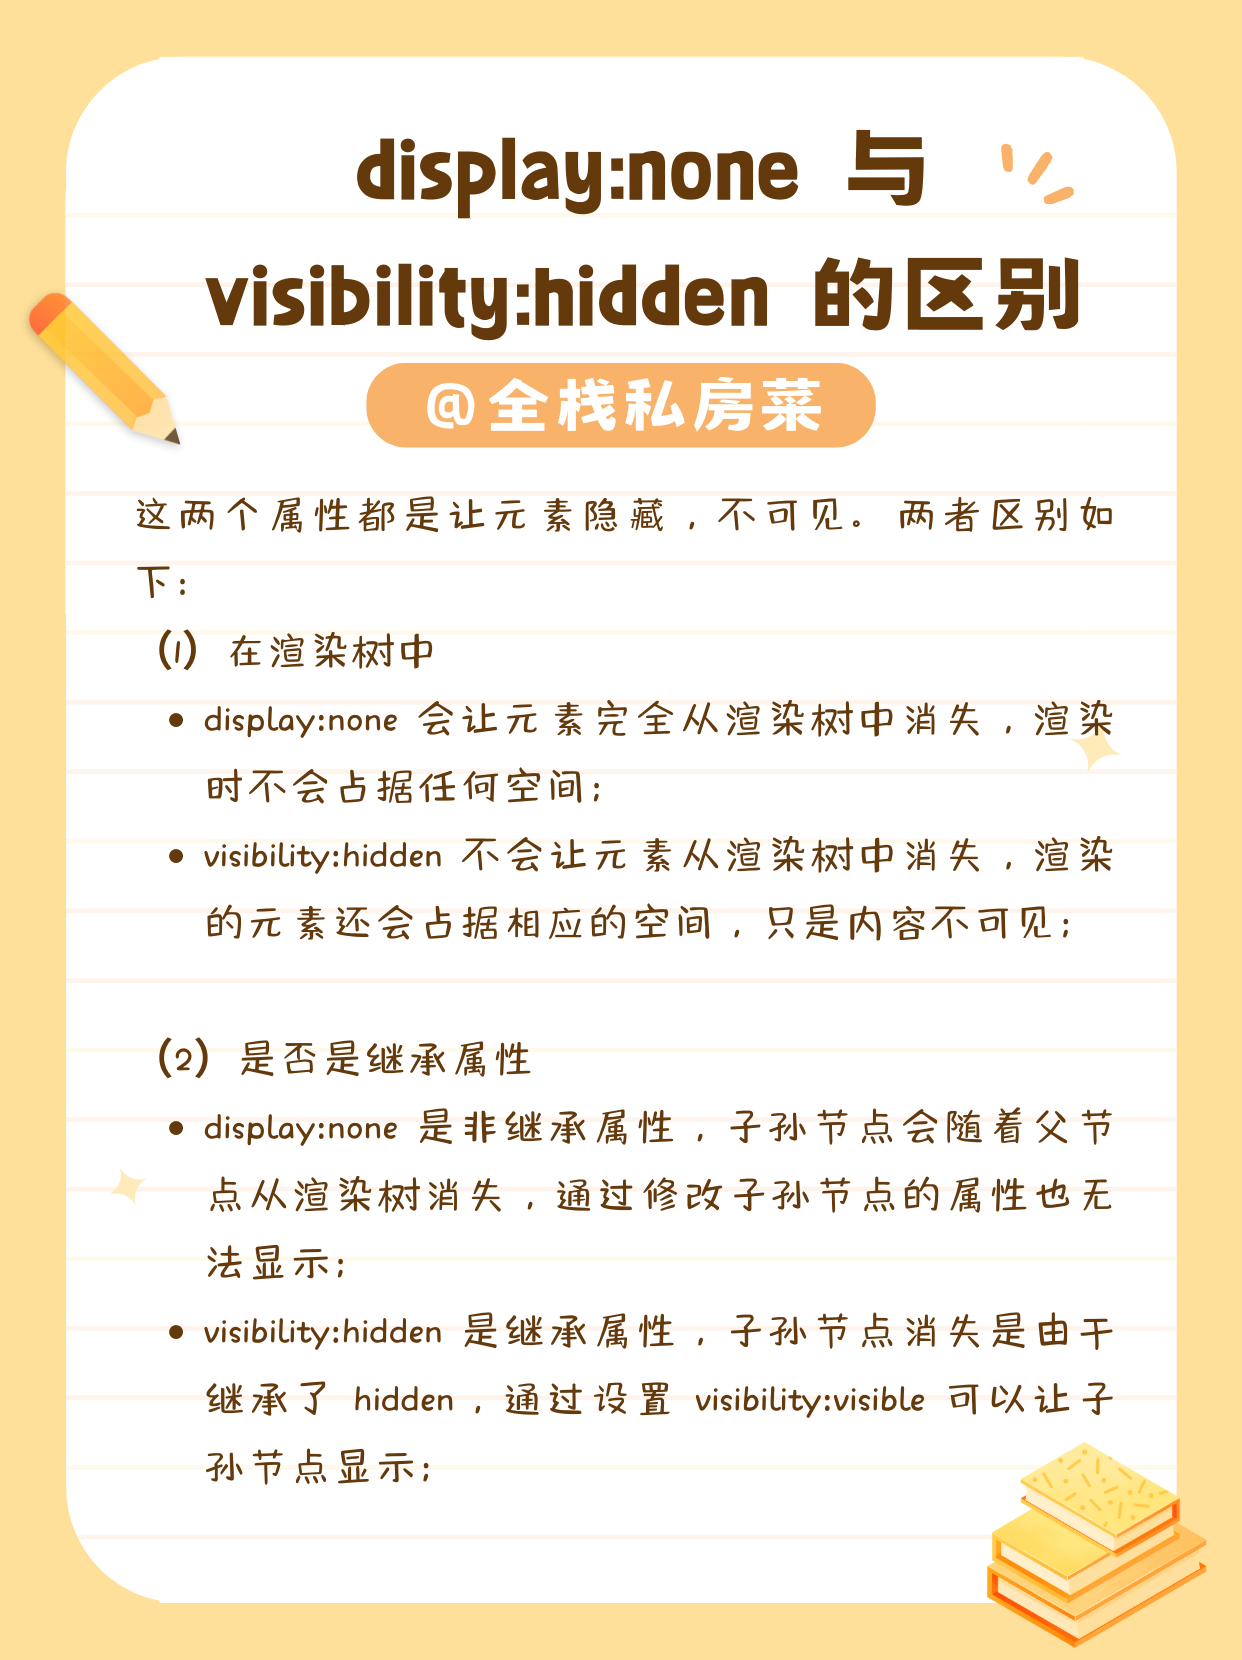 display:none 与
visibility:hidden 的区别
@全栈私房菜
这两个属性都是让元素隐藏，不可见。两者区别如
下：
（1）在渲染树中
• display:none 会让元素完全从渲染树中消失，渲染
时不会占据任何空间；
• visibility:hidden 不会让元素从渲染树中消失，渲染
的元素还会占据相应的空间，只是内容不可见；
（2）是否是继承属性
• display:none 是非继承属性，子孙节点会随着父节
点从渲染树消失，通过修改子孙节点的属性也无
法显示；
• visibility:hidden 是继承属性，子孙节点消失是由于
继承了 hidden，通过设置 visibility:visible 可以让子
孙节点显示；